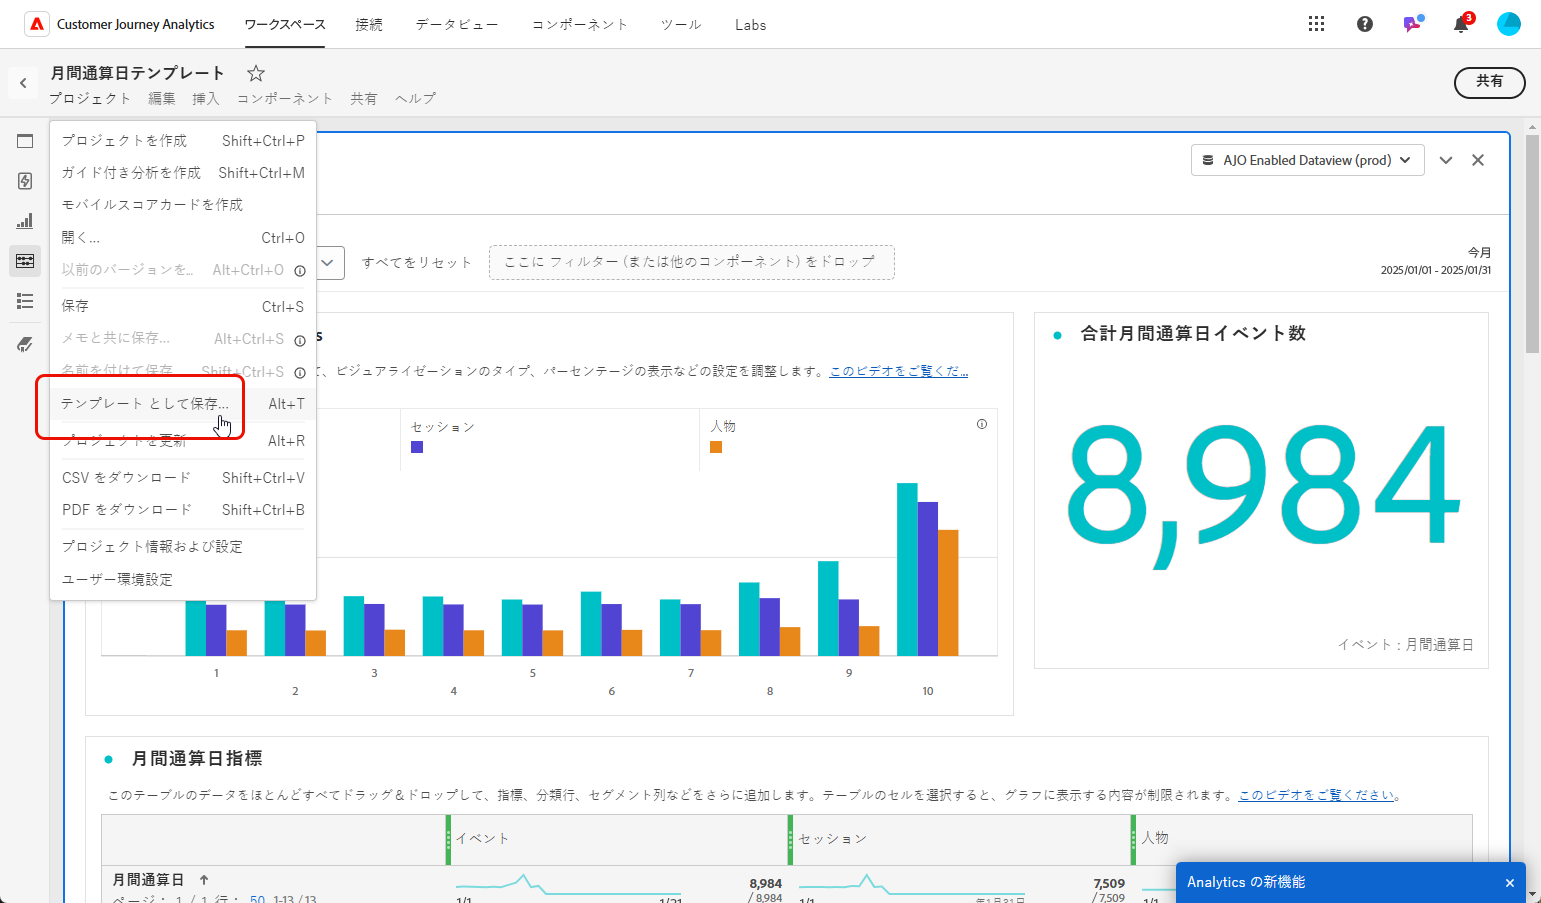 Customer Journey Analytics ワークスペース 接続 データビュー コンポーネント ツール Labs 3
月間通算日テンプレート
共有
プロジェクト 編集 挿入 コンポーネント 共有 ヘルプ
プロジェクトを作成 Shift+Ctrl+P
ガイド付き分析を作成 Shift+Ctrl+M
モバイルスコアカードを作成
開く... Ctrl+O
以前のバージョンを... Alt+Ctrl+O
保存 Ctrl+S
メモと共に保存... Alt+Ctrl+S
名前を付けて保存 Shift+Ctrl+S
テンプレート として保存... Alt+T
プロジェクトを更新 Alt+R
CSV をダウンロード Shift+Ctrl+V
PDF をダウンロード Shift+Ctrl+B
プロジェクト情報および設定
ユーザー環境設定
AJO Enabled Dataview (prod)
すべてをリセット
ここに フィルター (または他のコンポーネント) をドロップ
今月
2025/01/01 - 2025/01/31
s
て、ビジュアライゼーションのタイプ、パーセンテージの表示などの設定を調整します。このビデオをご覧くだ...
セッション
人物
1
2
3
4
5
6
7
8
9
10
合計月間通算日イベント数
8,984
イベント : 月間通算日
月間通算日指標
このテーブルのデータをほとんどすべてドラッグ＆ドロップして、指標、分類行、セグメント列などをさらに追加します。テーブルのセルを選択すると、グラフに表示する内容が制限されます。このビデオをご覧ください。
イベント セッション 人物
月間通算日 ↑
ページ : 1 / 1 行 : 50 1-13 / 13
8,984
/ 8,984
1/1 1/31
7,509
/ 7,509
1/1 年1月31日
1/1
Analytics の新機能